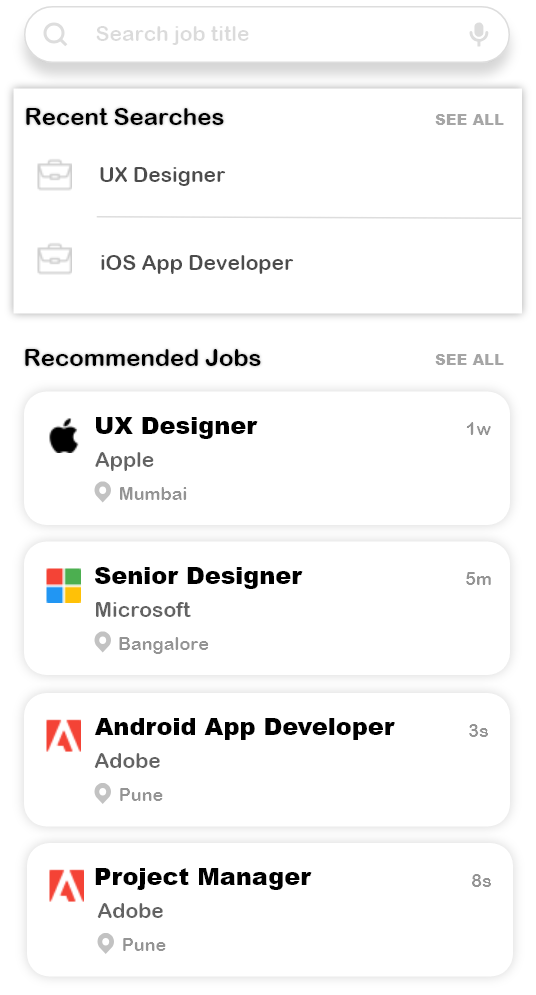 Search job title
Recent Searches SEE ALL
UX Designer
iOS App Developer
Recommended Jobs SEE ALL
UX Designer 1w
Apple
Mumbai
Senior Designer 5m
Microsoft
Bangalore
Android App Developer 3s
Adobe
Pune
Project Manager 8s
Adobe
Pune